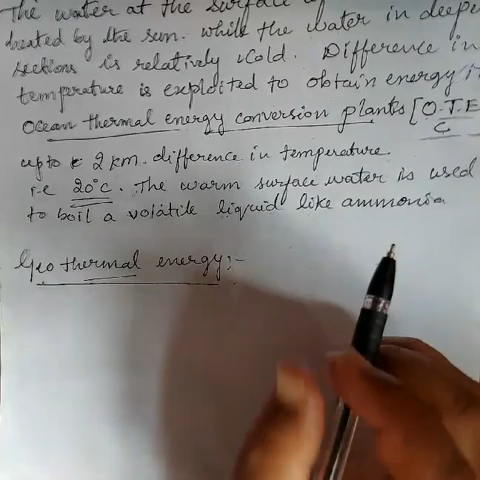 The water at the surface
heated by the sun. while the water in deepe
sections is relatively cold. Difference in
temperature is exploited to obtain energy i
Ocean thermal energy conversion plants [O.T.E
C
upto 2 km. difference in temperature
i.e 20°C. The warm surface water is used
to boil a volatile liquid like ammonia
Geothermal energy:-